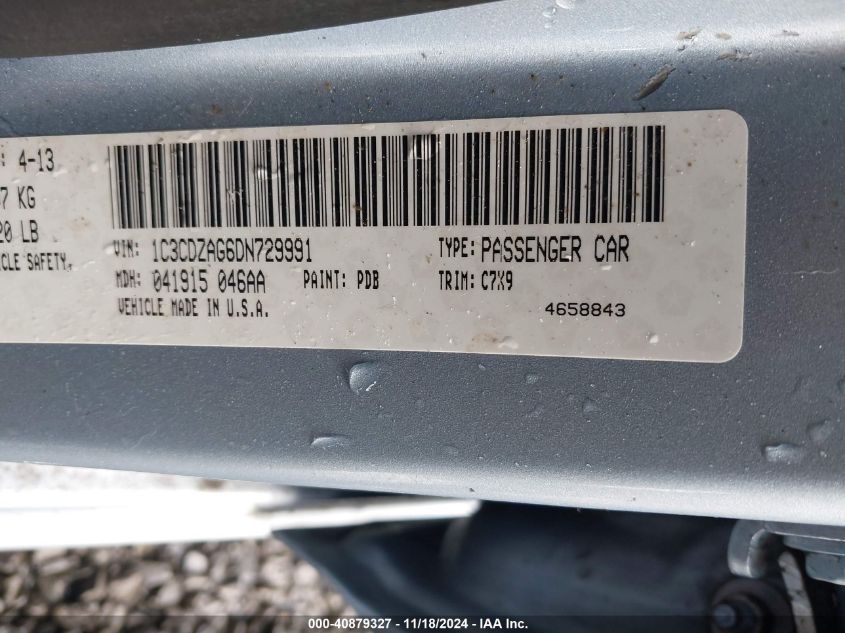 : 4-13
7 KG
20 LB
CLE SAFETY,
VIN: 1C3CDZAG6DN729991 TYPE: PASSENGER CAR
MDH: 041915 046AA PAINT: PDB TRIM: C7X9
VEHICLE MADE IN U.S.A. 4658843
000-40879327 - 11/18/2024 - IAA Inc.